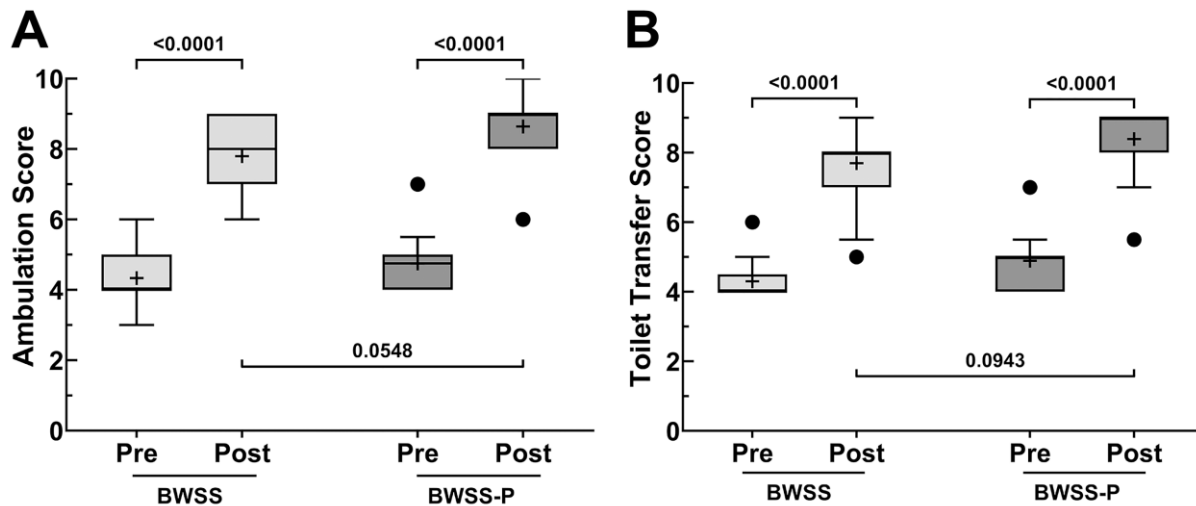 A
<0.0001
<0.0001
Ambulation Score
10
8
6
4
2
0
0.0548
Pre
Post
Pre
Post
BWSS
BWSS-P
B
<0.0001
<0.0001
Toilet Transfer Score
10
8
6
4
2
0
0.0943
Pre
Post
Pre
Post
BWSS
BWSS-P